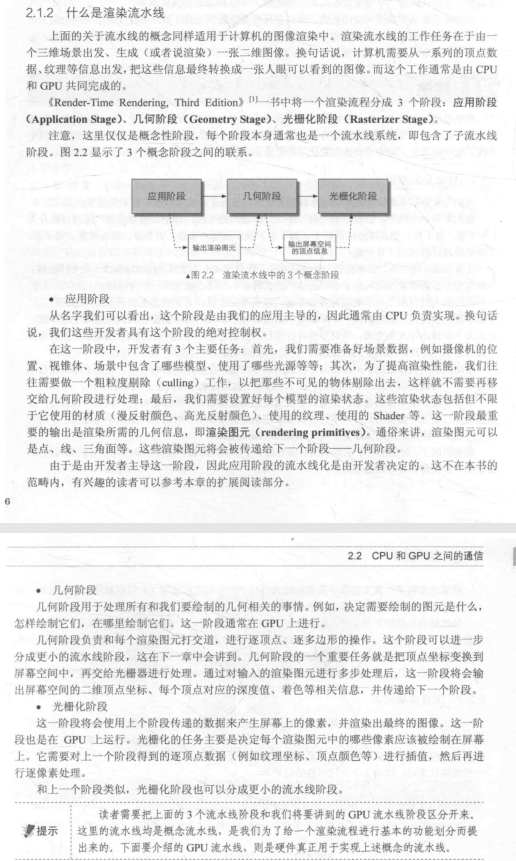 2.1.2 什么是渲染流水线
上面的关于流水线的概念同样适用于计算机的图像渲染中。渲染流水线的工作任务在于由一
个三维场景出发、生成（或者说渲染）一张二维图像。换句话说，计算机需要从一系列的顶点数
据、纹理等信息出发，把这些信息最终转换成一张人眼可以看到的图像。而这个工作通常是由 CPU
和 GPU 共同完成的。
《Render-Time Rendering, Third Edition》[1]一书中将一个渲染流程分成 3 个阶段：应用阶段
（Application Stage）、几何阶段（Geometry Stage）、光栅化阶段（Rasterizer Stage）。
注意，这里仅仅是概念性阶段，每个阶段本身通常也是一个流水线系统，即包含了子流水线
阶段。图 2.2 显示了 3 个概念阶段之间的联系。
应用阶段
几何阶段
光栅化阶段
输出渲染图元
输出屏幕空间
的顶点信息
▲图 2.2 渲染流水线中的 3 个概念阶段
● 应用阶段
从名字我们可以看出，这个阶段是由我们的应用主导的，因此通常由 CPU 负责实现。换句话
说，我们这些开发者具有这个阶段的绝对控制权。
在这一阶段中，开发者有 3 个主要任务：首先，我们需要准备好场景数据，例如摄像机的位
置、视锥体、场景中包含了哪些模型、使用了哪些光源等等；其次，为了提高渲染性能，我们往
往需要做一个粗粒度剔除（culling）工作，以把那些不可见的物体剔除出去，这样就不需要再移
交给几何阶段进行处理；最后，我们需要设置好每个模型的渲染状态。这些渲染状态包括但不限
于它使用的材质（漫反射颜色、高光反射颜色）、使用的纹理、使用的 Shader 等。这一阶段最重
要的输出是渲染所需的几何信息，即渲染图元（rendering primitives）。通俗来讲，渲染图元可以
是点、线、三角面等。这些渲染图元将会被传递给下一个阶段——几何阶段。
由于是由开发者主导这一阶段，因此应用阶段的流水线化是由开发者决定的。这不在本书的
范畴内，有兴趣的读者可以参考本章的扩展阅读部分。
6
2.2 CPU 和 GPU 之间的通信
● 几何阶段
几何阶段用于处理所有和我们要绘制的几何相关的事情。例如，决定需要绘制的图元是什么，
怎样绘制它们，在哪里绘制它们。这一阶段通常在 GPU 上进行。
几何阶段负责和每个渲染图元打交道，进行逐顶点、逐多边形的操作。这个阶段可以进一步
分成更小的流水线阶段，这在下一章中会讲到。几何阶段的一个重要任务就是把顶点坐标变换到
屏幕空间中，再交给光栅器进行处理。通过对输入的渲染图元进行多步处理后，这一阶段将会输
出屏幕空间的二维顶点坐标、每个顶点对应的深度值、着色等相关信息，并传递给下一个阶段。
● 光栅化阶段
这一阶段将会使用上个阶段传递的数据来产生屏幕上的像素，并渲染出最终的图像。这一阶
段也是在 GPU 上运行。光栅化的任务主要是决定每个渲染图元中的哪些像素应该被绘制在屏幕
上。它需要对上一个阶段得到的逐顶点数据（例如纹理坐标、顶点颜色等）进行插值，然后再进
行逐像素处理。
和上一个阶段类似，光栅化阶段也可以分成更小的流水线阶段。
提示
读者需要把上面的 3 个流水线阶段和我们将要讲到的 GPU 流水线阶段区分开来。
这里的流水线均是概念流水线，是我们为了给一个渲染流程进行基本的功能划分而提
出来的。下面要介绍的 GPU 流水线，则是硬件真正用于实现上述概念的流水线。